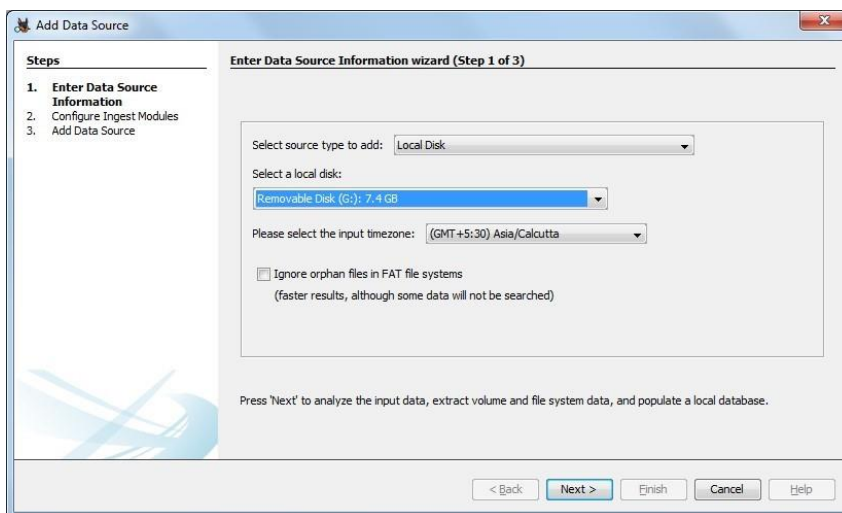 Add Data Source
Steps
1. Enter Data Source
Information
2. Configure Ingest Modules
3. Add Data Source
Enter Data Source Information wizard (Step 1 of 3)
Select source type to add: Local Disk
Select a local disk:
Removable Disk (G:): 7.4 GB
Please select the input timezone: (GMT+5:30) Asia/Calcutta
Ignore orphan files in FAT file systems
(faster results, although some data will not be searched)
Press 'Next' to analyze the input data, extract volume and file system data, and populate a local database.
< Back Next > Finish Cancel Help